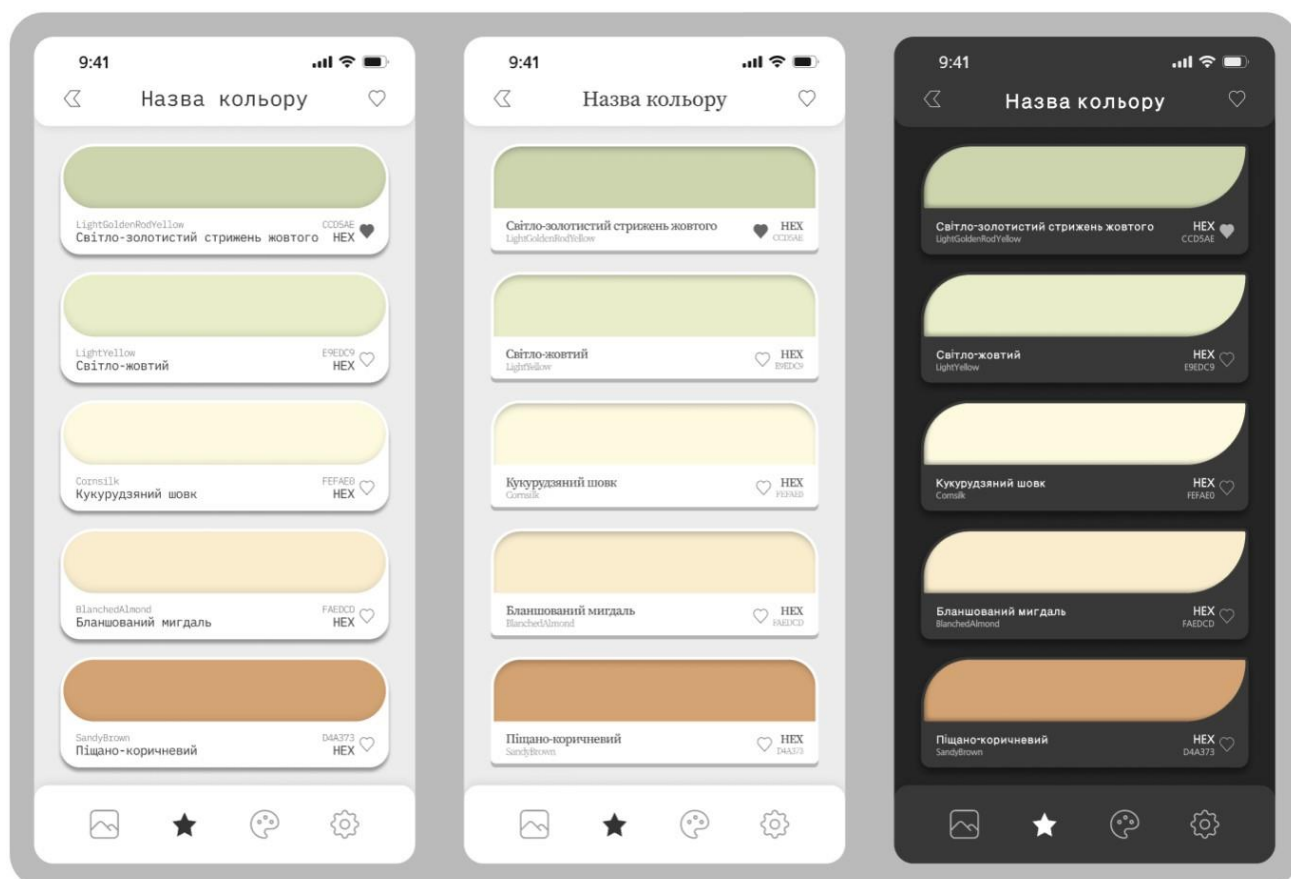 9:41
Назва кольору
LightGoldenRodYellow CCD5AE
Світло-золотистий стрижень жовтого HEX
LightYellow E9EDC9
Світло-жовтий HEX
Cornsilk FEFAE0
Кукурудзяний шовк HEX
BlanchedAlmond FAEDCD
Бланшований мигдаль HEX
SandyBrown D4A373
Піщано-коричневий HEX
9:41
Назва кольору
Світло-золотистий стрижень жовтого HEX
LightGoldenRodYellow CCD5AE
Світло-жовтий HEX
LightYellow E9EDC9
Кукурудзяний шовк HEX
Cornsilk FEFAE0
Бланшований мигдаль HEX
BlanchedAlmond FAEDCD
Піщано-коричневий HEX
SandyBrown D4A373
9:41
Назва кольору
Світло-золотистий стрижень жовтого HEX
LightGoldenRodYellow CCD5AE
Світло-жовтий HEX
LightYellow E9EDC9
Кукурудзяний шовк HEX
Cornsilk FEFAE0
Бланшований мигдаль HEX
BlanchedAlmond FAEDCD
Піщано-коричневий HEX
SandyBrown D4A373